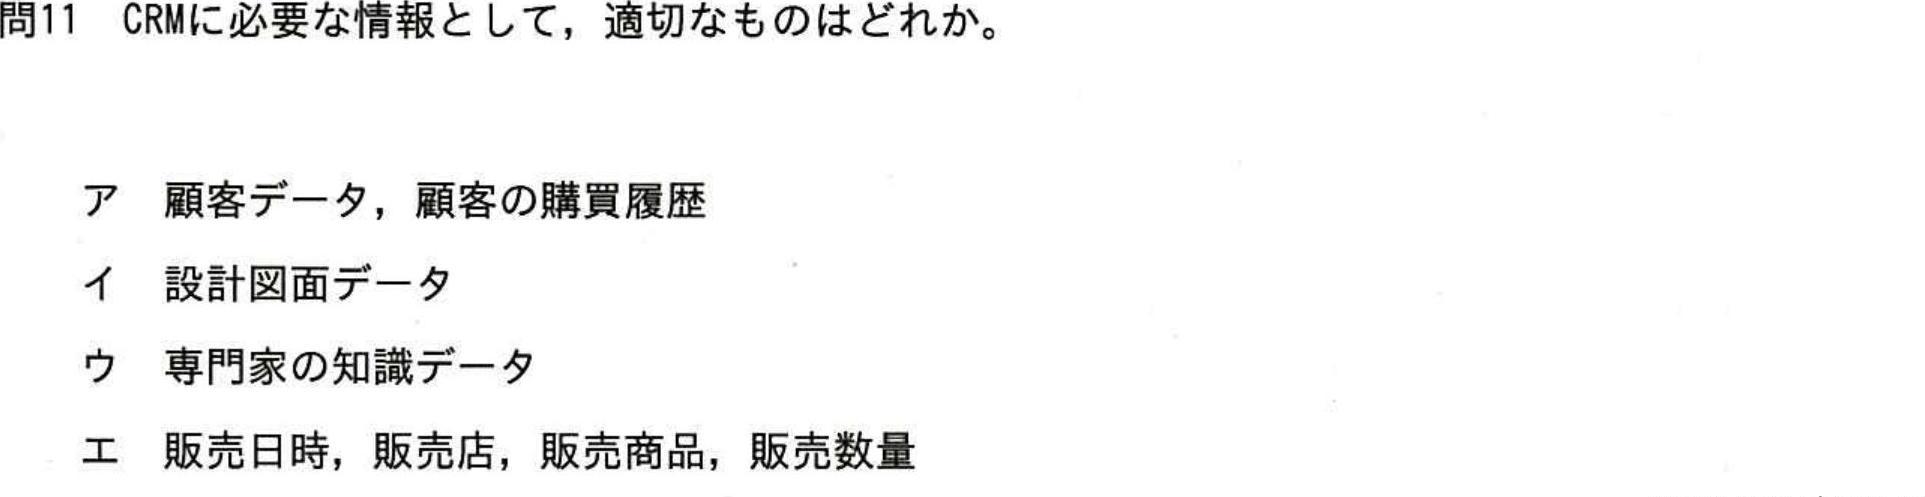 問11 CRMに必要な情報として，適切なものはどれか。
ア 顧客データ，顧客の購買履歴
イ 設計図面データ
ウ 専門家の知識データ
エ 販売日時，販売店，販売商品，販売数量